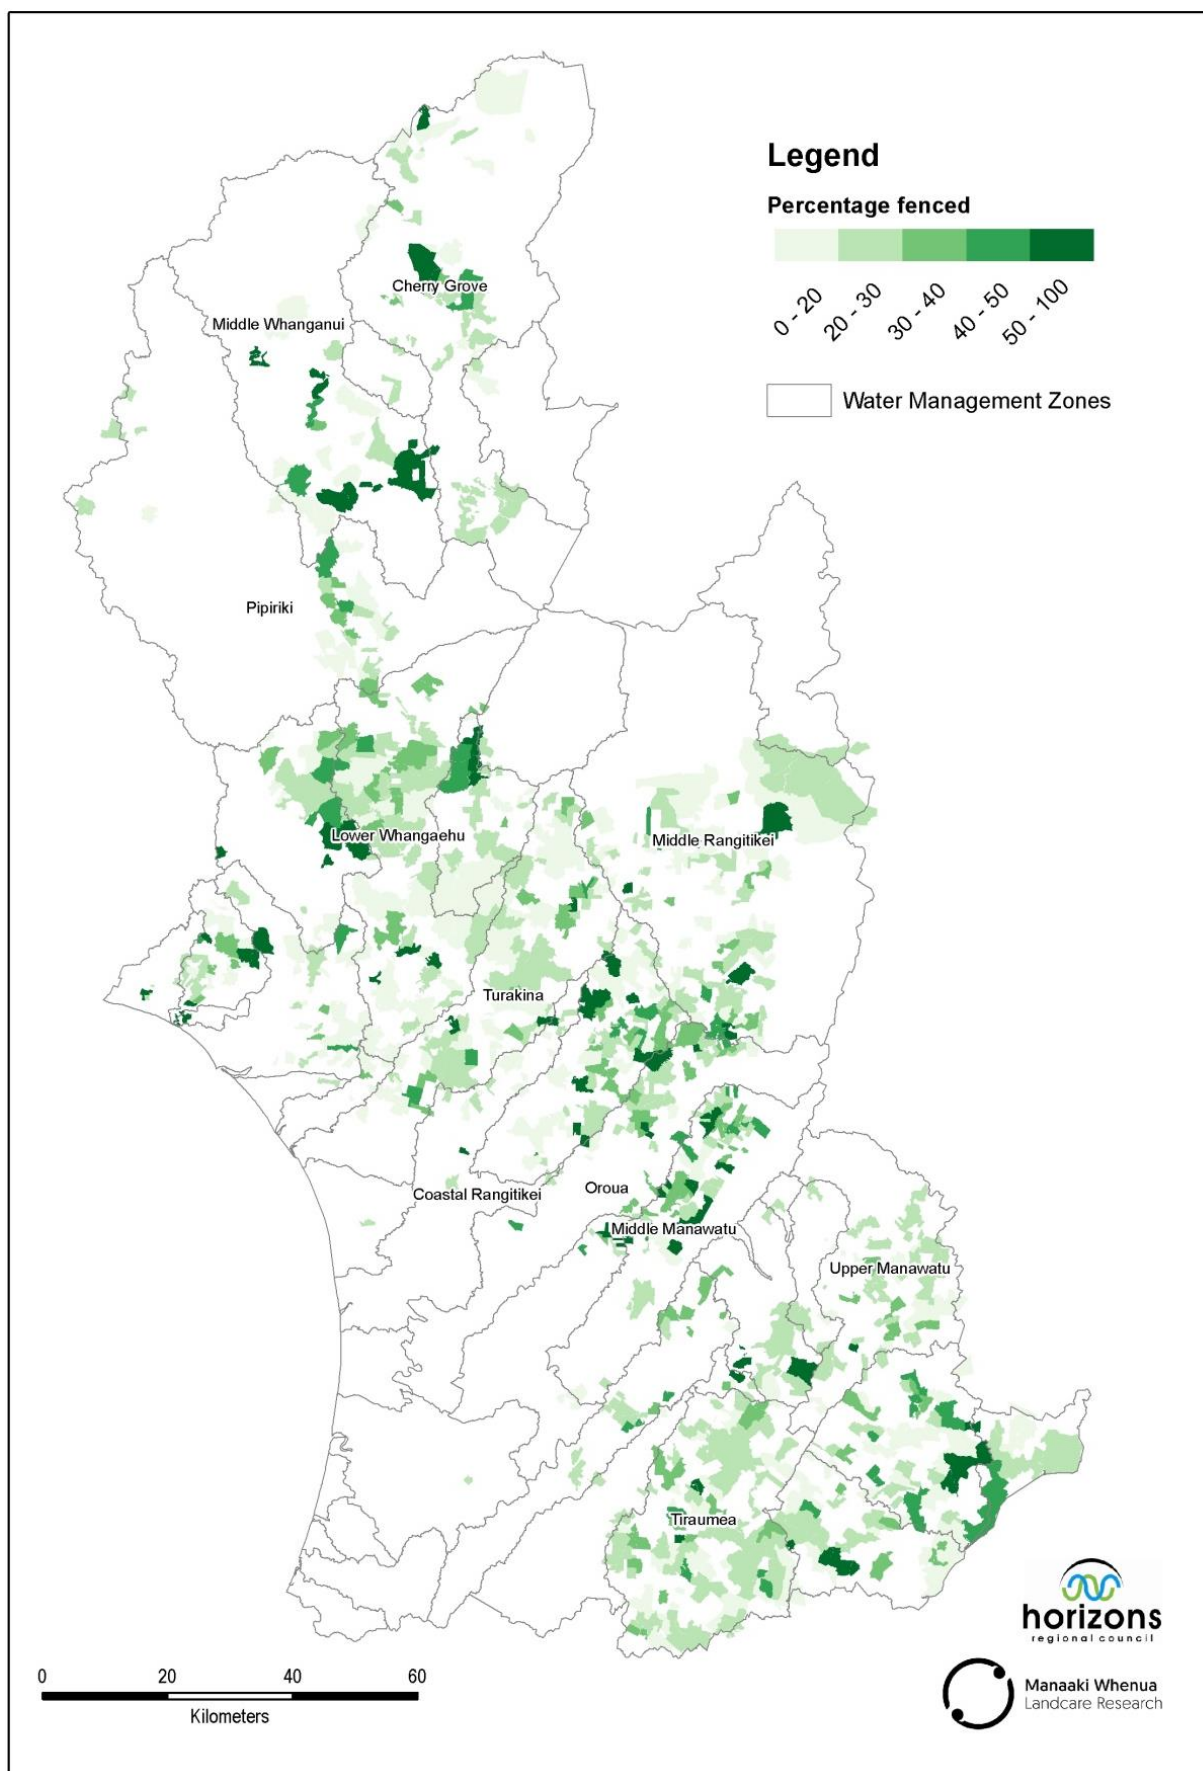 Legend
Percentage fenced
0 - 20
20 - 30
30 - 40
40 - 50
50 - 100
Water Management Zones
Cherry Grove
Middle Whanganui
Pipiriki
Lower Whangaehu
Middle Rangitikei
Turakina
Coastal Rangitikei
Oroua
Middle Manawatu
Upper Manawatu
Tiraumea
horizons
regional council
Manaaki Whenua
Landcare Research
0 20 40 60
Kilometers